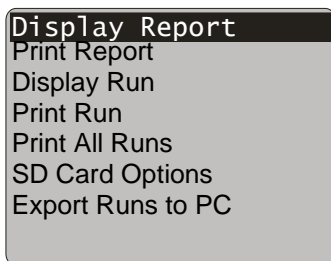 Display Report
Print Report
Display Run
Print Run
Print All Runs
SD Card Options
Export Runs to PC